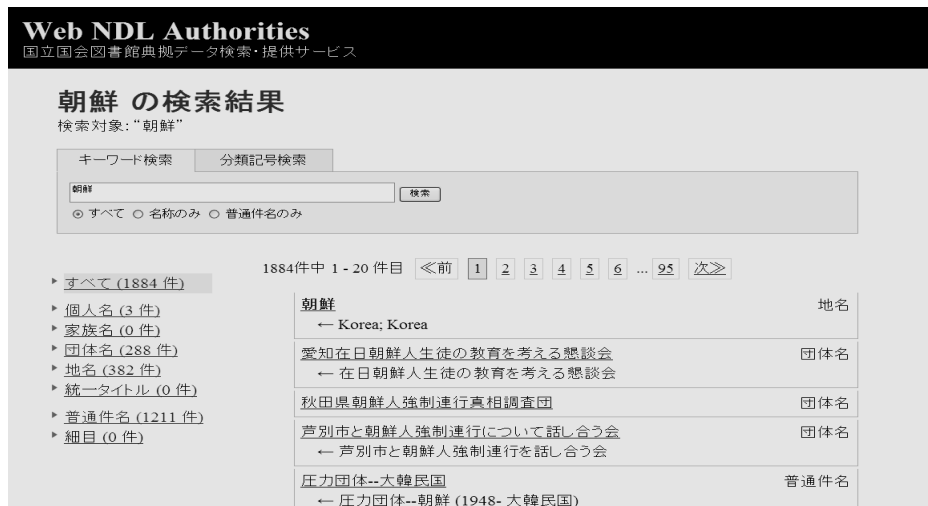 Web NDL Authorities
国立国会図書館典拠データ検索・提供サービス
朝鮮 の検索結果
検索対象:“朝鮮”
キーワード検索 分類記号検索
朝鮮 検索
すべて 名称のみ 普通件名のみ
1884件中 1 - 20 件目 ≪前 1 2 3 4 5 6 ... 95 次≫
すべて (1884 件)
個人名 (3 件)
家族名 (0 件)
団体名 (288 件)
地名 (382 件)
統一タイトル (0 件)
普通件名 (1211 件)
細目 (0 件)
朝鮮 地名
← Korea; Korea
愛知在日朝鮮人生徒の教育を考える懇談会 団体名
← 在日朝鮮人生徒の教育を考える懇談会
秋田県朝鮮人強制連行真相調査団 団体名
芦別市と朝鮮人強制連行について話し合う会 団体名
← 芦別市と朝鮮人強制連行を話し合う会
圧力団体--大韓民国 普通件名
← 圧力団体--朝鮮 (1948- 大韓民国)